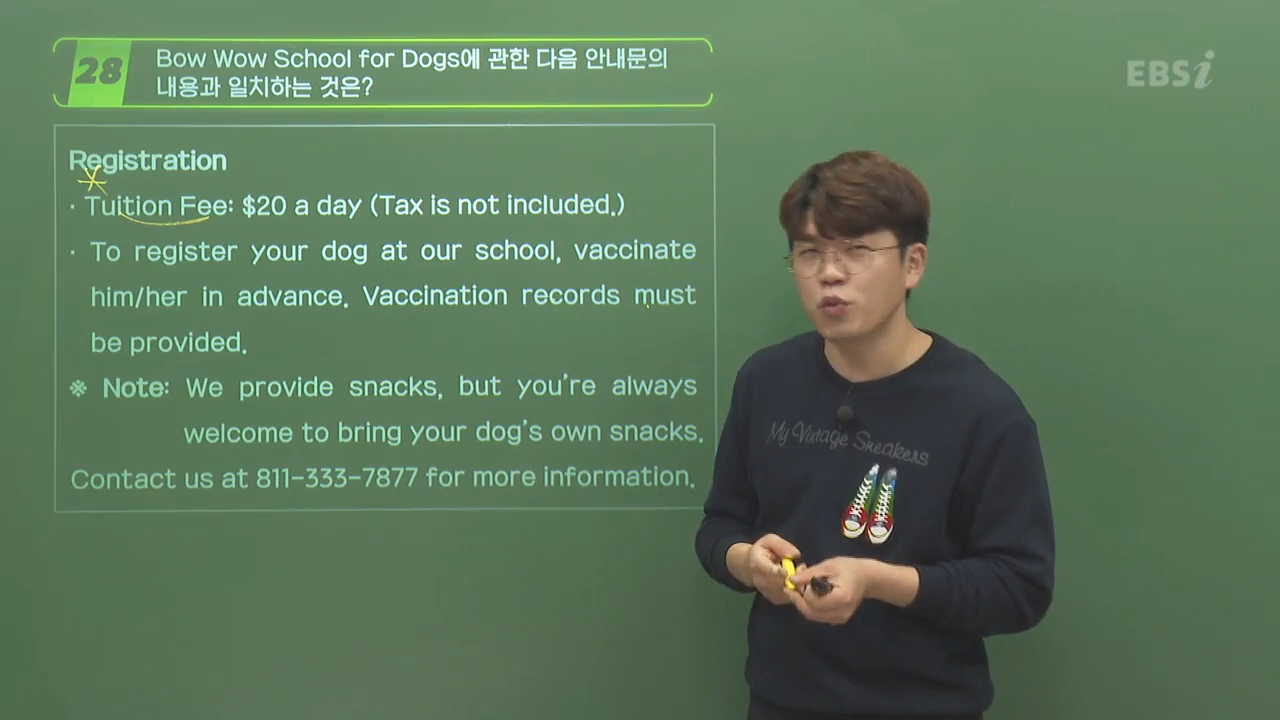 28
Bow Wow School for Dogs에 관한 다음 안내문의
내용과 일치하는 것은?
EBSi
Registration
· Tuition Fee: $20 a day (Tax is not included.)
· To register your dog at our school, vaccinate
him/her in advance. Vaccination records must
be provided.
※ Note: We provide snacks, but you're always
welcome to bring your dog's own snacks.
Contact us at 811-333-7877 for more information.
My Vintage Sneakers